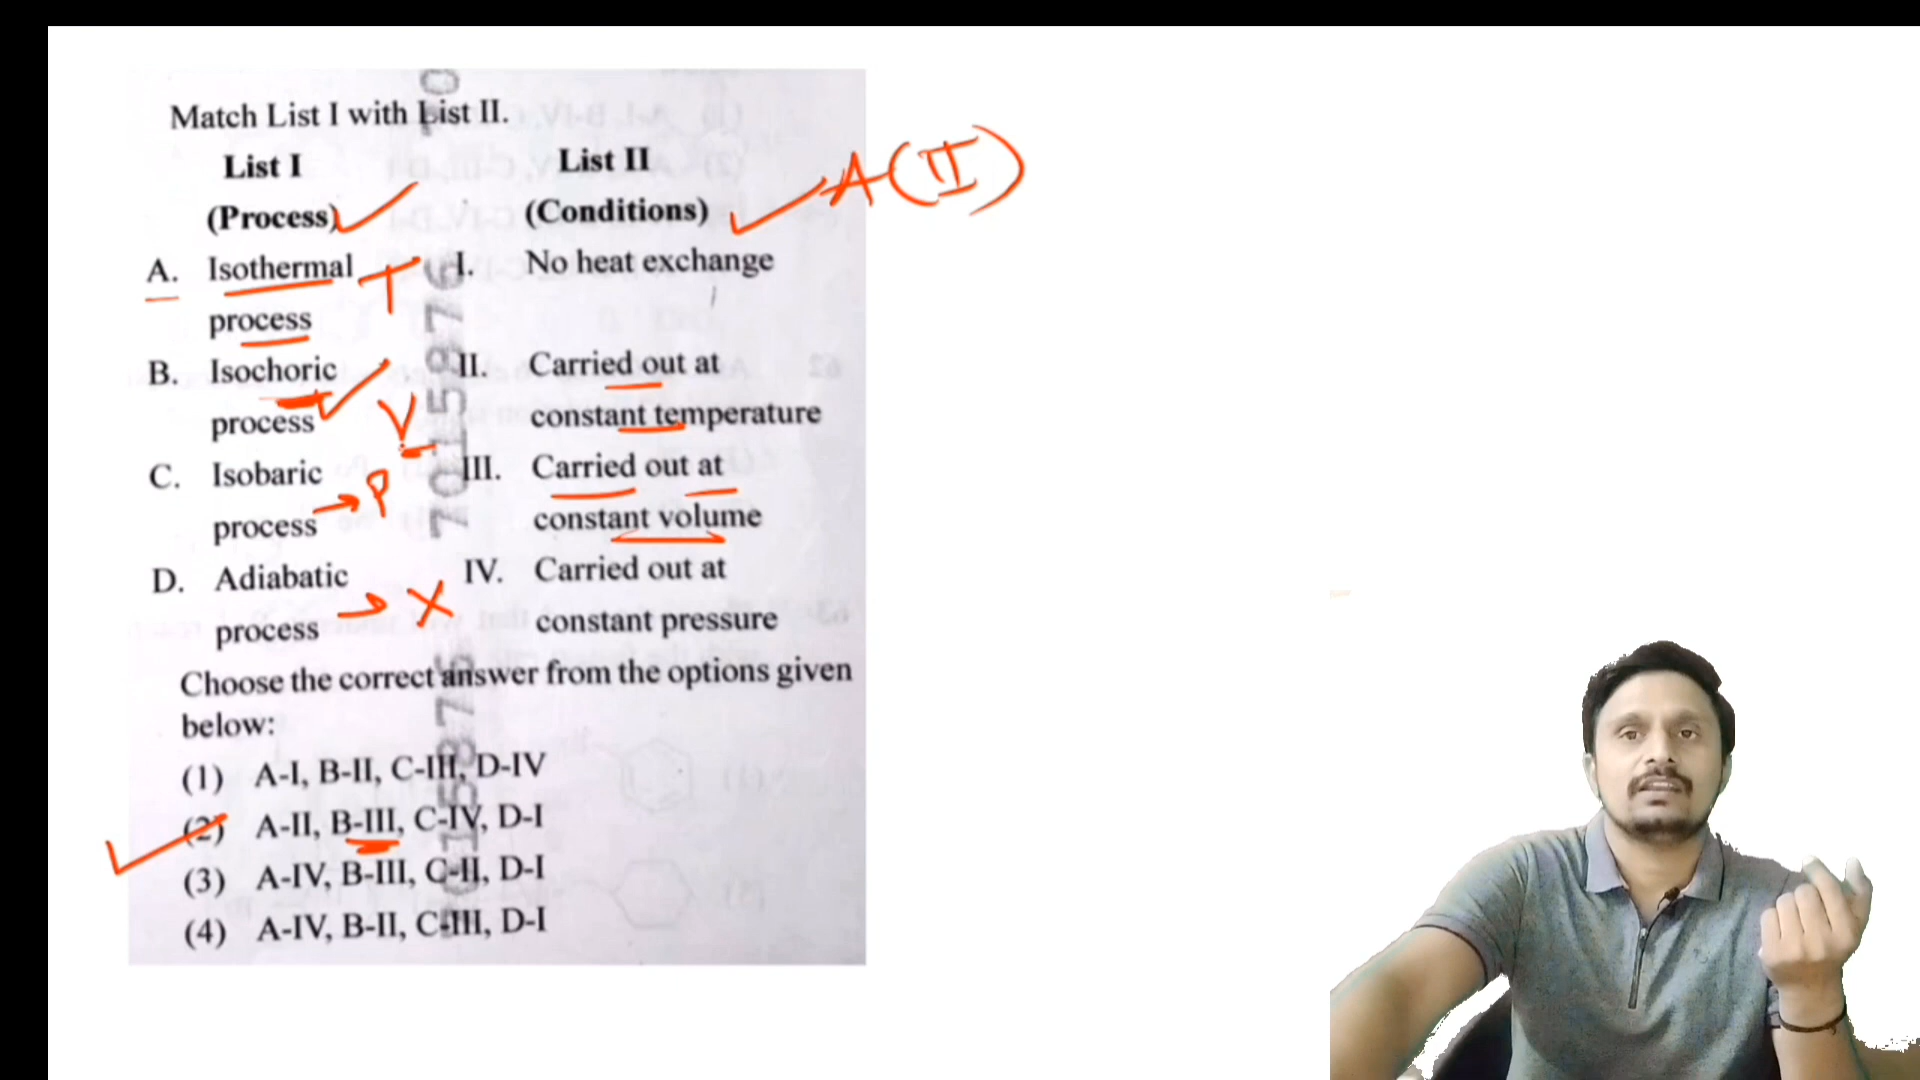 Match List I with List II.
List I List II
(Process) (Conditions) A (II)
A. Isothermal T I. No heat exchange
process
B. Isochoric II. Carried out at
process V constant temperature
C. Isobaric III. Carried out at
process → P constant volume
D. Adiabatic IV. Carried out at
process → X constant pressure
Choose the correct answer from the options given
below:
(1) A-I, B-II, C-III, D-IV
(2) A-II, B-III, C-IV, D-I
(3) A-IV, B-III, C-II, D-I
(4) A-IV, B-II, C-III, D-I